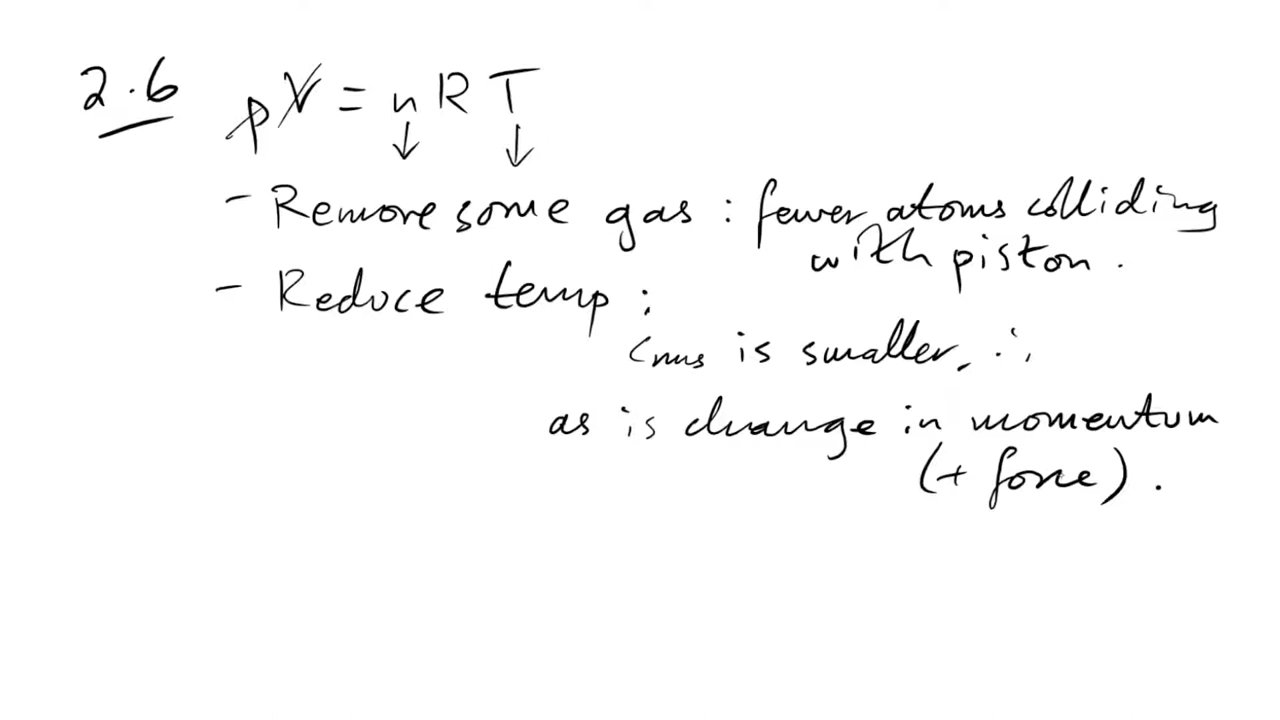 2.6 pV = nRT
↓ ↓
- Remove some gas : fewer atoms colliding
with piston.
- Reduce temp :
c_rms is smaller, ∴
as is change in momentum
(+ force).